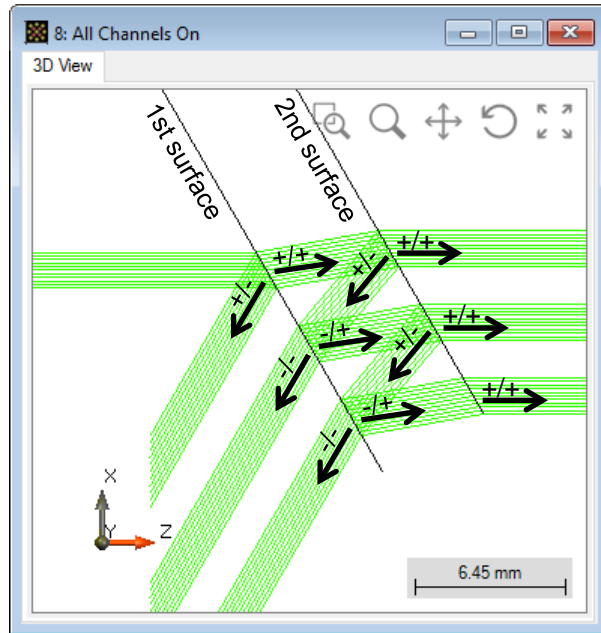 8: All Channels On
3D View
1st surface
2nd surface
+/+
+/+
+/-
+/-
-/+
+/+
-/-
+/-
-/+
+/+
-/-
X
Y
Z
6.45 mm